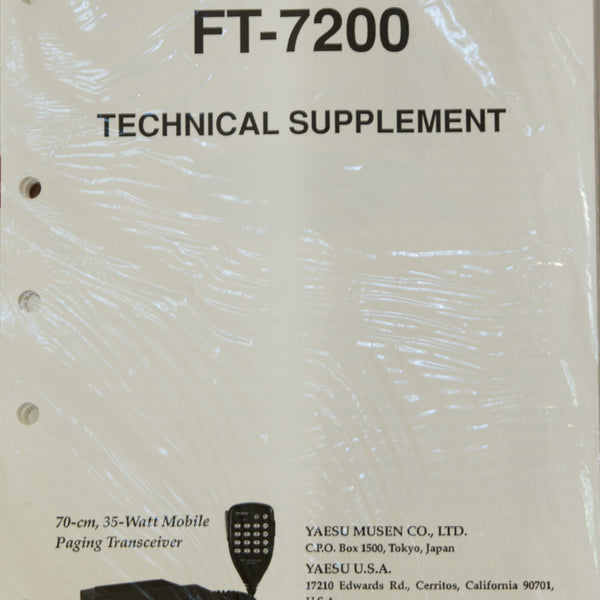 FT-7200
TECHNICAL SUPPLEMENT
70-cm, 35-Watt Mobile
Paging Transceiver
YAESU MUSEN CO., LTD.
C.P.O. Box 1500, Tokyo, Japan
YAESU U.S.A.
17210 Edwards Rd., Cerritos, California 90701,
U.S.A.